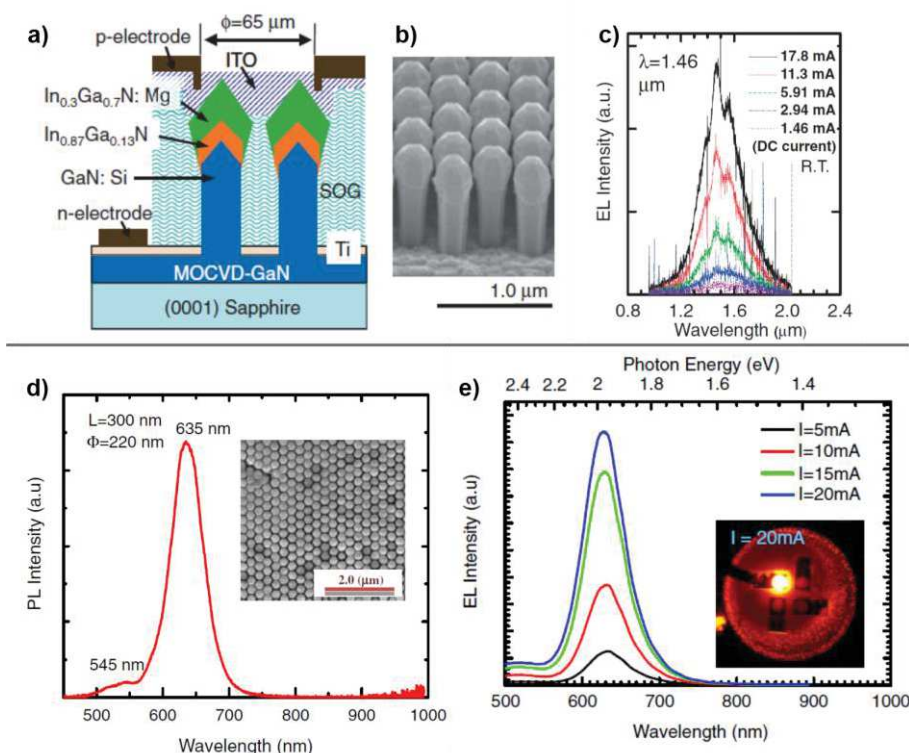 a)
ϕ=65 μm
p-electrode
ITO
In0.3Ga0.7N: Mg
In0.87Ga0.13N
GaN: Si
SOG
n-electrode
Ti
MOCVD-GaN
(0001) Sapphire
b)
1.0 μm
c)
λ=1.46
μm
17.8 mA
11.3 mA
5.91 mA
2.94 mA
1.46 mA
(DC current)
R.T.
EL Intensity (a.u.)
0.8 1.2 1.6 2.0 2.4
Wavelength (μm)
d)
L=300 nm
Φ=220 nm
635 nm
545 nm
2.0 (μm)
PL Intensity (a.u)
500 600 700 800 900 1000
Wavelength (nm)
e)
Photon Energy (eV)
2.4 2.2 2 1.8 1.6 1.4
I=5mA
I=10mA
I=15mA
I=20mA
I = 20mA
EL Intensity (a.u)
500 600 700 800 900 1000
Wavelength (nm)